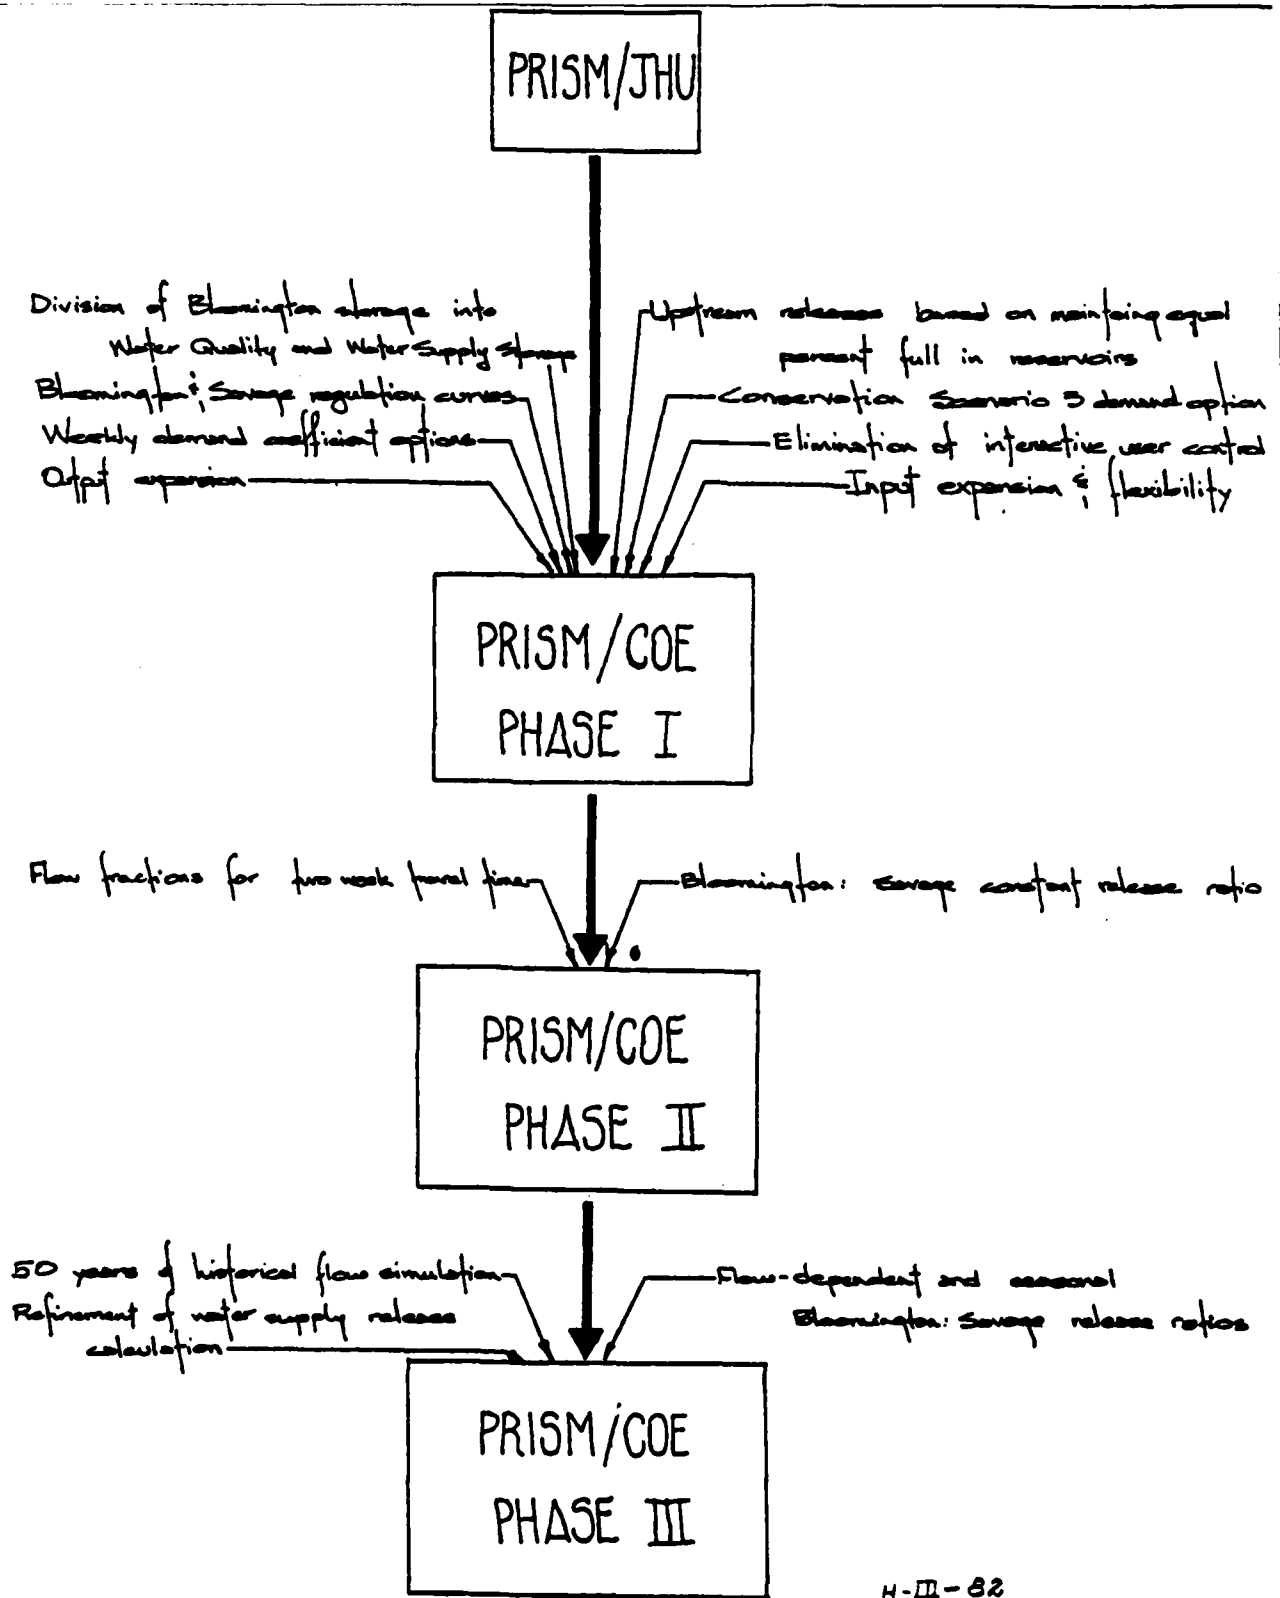 PRISM/JHU
Division of Bloomington storage into
Water Quality and Water Supply Storage
Bloomington & Savage regulation curves
Weekly demand coefficient options
Output expansion
Upstream releases based on maintaing equal
percent full in reservoirs
Conservation Scenario 3 demand option
Elimination of interactive user control
Input expansion & flexibility
PRISM/COE
PHASE I
Flow fractions for two week travel time
Bloomington: Savage constant release ratio
PRISM/COE
PHASE II
50 years of historical flow simulation
Refinement of water supply release
calculation
Flow-dependent and seasonal
Bloomington: Savage release ratios
PRISM/COE
PHASE III
H-III-82